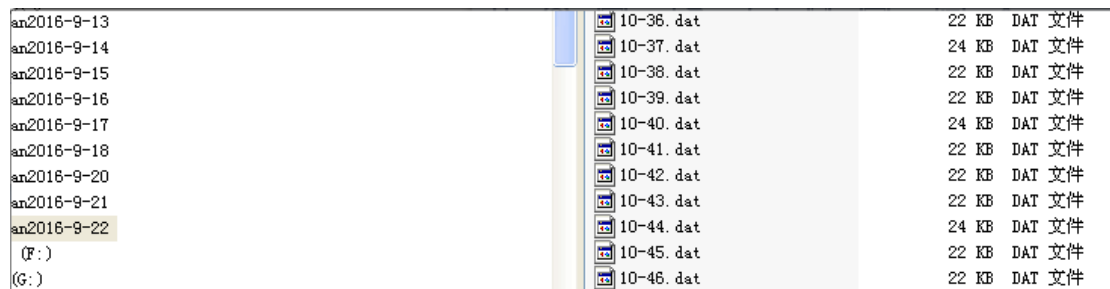 an2016-9-13
an2016-9-14
an2016-9-15
an2016-9-16
an2016-9-17
an2016-9-18
an2016-9-20
an2016-9-21
an2016-9-22
(F:)
(G:)
10-36.dat 22 KB DAT 文件
10-37.dat 24 KB DAT 文件
10-38.dat 22 KB DAT 文件
10-39.dat 22 KB DAT 文件
10-40.dat 24 KB DAT 文件
10-41.dat 22 KB DAT 文件
10-42.dat 22 KB DAT 文件
10-43.dat 22 KB DAT 文件
10-44.dat 24 KB DAT 文件
10-45.dat 22 KB DAT 文件
10-46.dat 22 KB DAT 文件